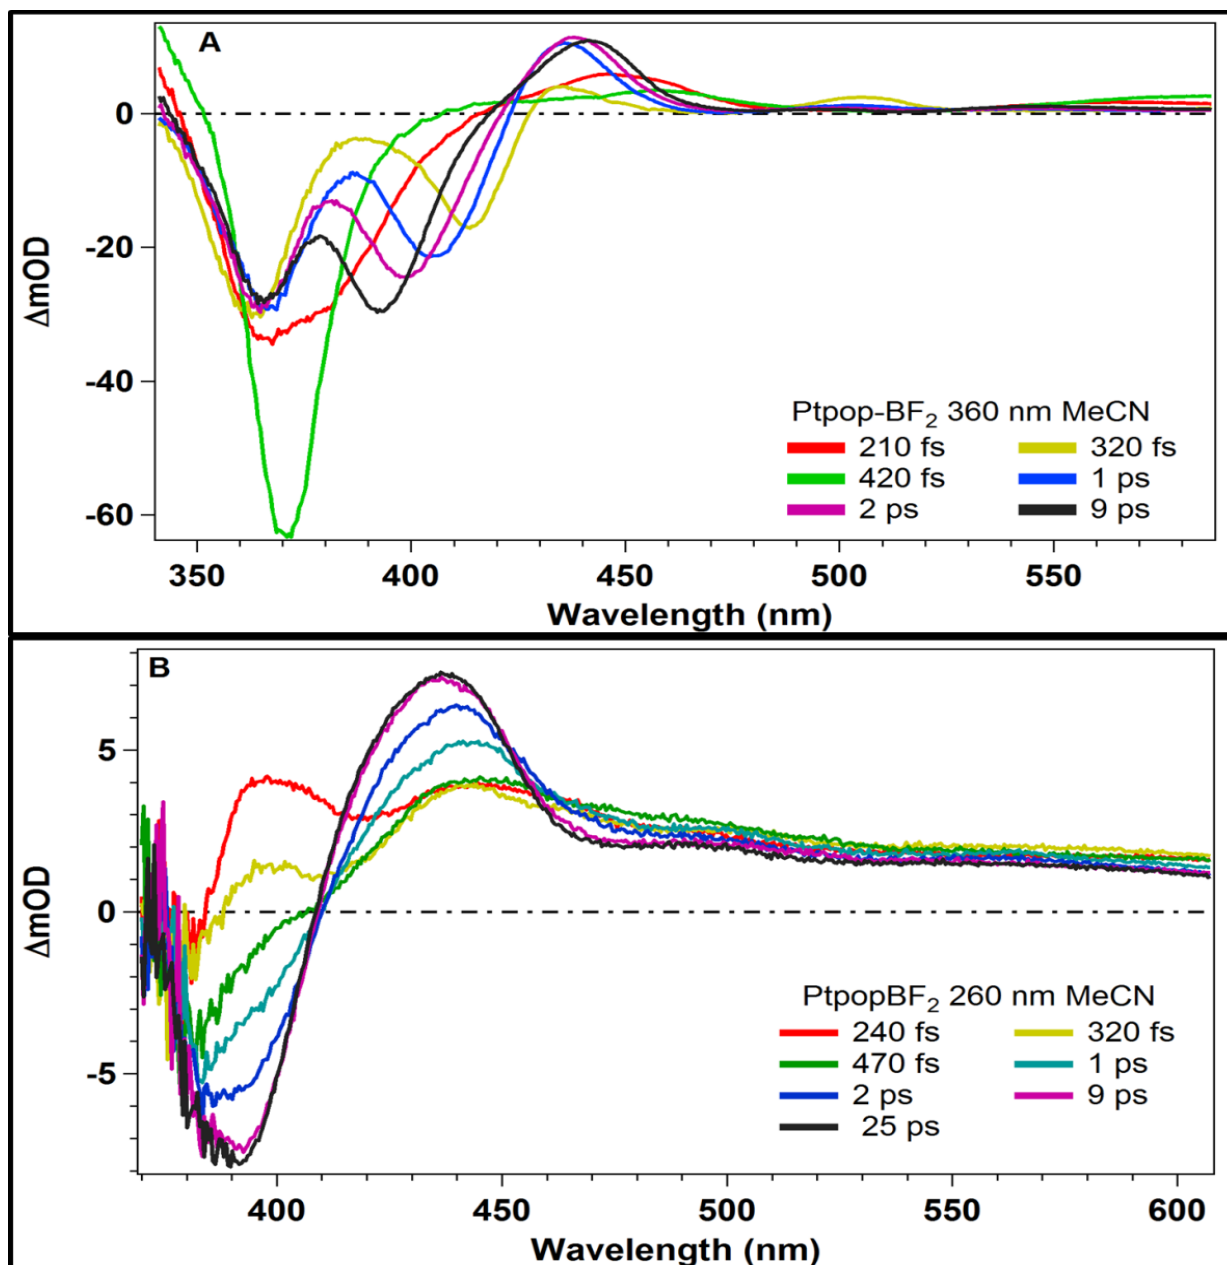 A
0
-20
-40
-60
ΔmOD
Ptpop-BF₂ 360 nm MeCN
210 fs 320 fs
420 fs 1 ps
2 ps 9 ps
350 400 450 500 550
Wavelength (nm)
B
5
0
-5
ΔmOD
PtpopBF₂ 260 nm MeCN
240 fs 320 fs
470 fs 1 ps
2 ps 9 ps
25 ps
400 450 500 550 600
Wavelength (nm)